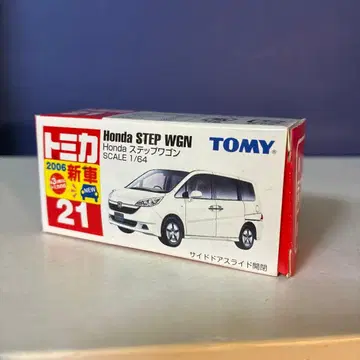 トミカ
2006
新車
NEW
21
Honda STEP WGN
Honda ステップワゴン
SCALE 1/64
TOMY
サイドドアスライド開閉